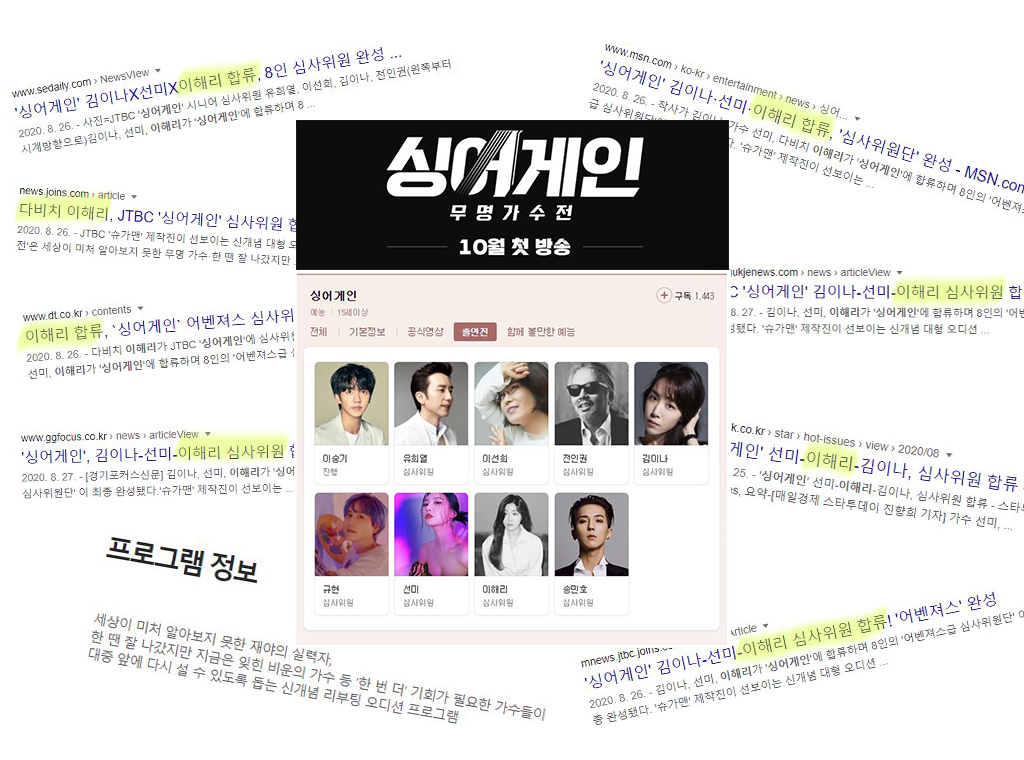 www.sedaily.com › NewsView
'싱어게인' 김이나X선미X이해리 합류, 8인 심사위원 완성 ...
2020. 8. 26. - 사진=JTBC '싱어게인' 시니어 심사위원 유희열, 이선희, 김이나, 전인권(왼쪽부터
시계방향으로)김이나, 선미, 이해리가 '싱어게인'에 합류하며 8 ...
news.joins.com › article
다비치 이해리, JTBC '싱어게인' 심사위원 합
2020. 8. 26. - JTBC '슈가맨' 제작진이 선보이는 신개념 대형 오
전'은 세상이 미처 알아보지 못한 무명 가수·한 땐 잘 나갔지만 ...
www.dt.co.kr › contents
이해리 합류, `싱어게인` 어벤져스 심사위
2020. 8. 26. - 다비치 이해리가 JTBC '싱어게인'에 심사위
선미, 이해리가 '싱어게인'에 합류하며 8인의 '어벤져스급 심
www.ggfocus.co.kr › news › articleView
'싱어게인', 김이나-선미-이해리 심사위원 합
2020. 8. 27. - [경기포커스신문] 김이나, 선미, 이해리가 '싱어
심사위원단' 이 최종 완성됐다.'슈가맨' 제작진이 선보이는 ...
프로그램 정보
세상이 미처 알아보지 못한 재야의 실력자,
한 땐 잘 나갔지만 지금은 잊힌 비운의 가수 등 '한 번 더' 기회가 필요한 가수들이
대중 앞에 다시 설 수 있도록 돕는 신개념 리부팅 오디션 프로그램
싱어게인
무명가수전
10월 첫 방송
싱어게인
예능 15세이상
구독 1,443
전체 기본정보 공식영상 출연진 함께 볼만한 예능
이승기 유희열 이선희 전인권 김이나
진행 심사위원 심사위원 심사위원 심사위원
규현 선미 이해리 송민호
심사위원 심사위원 심사위원 심사위원
www.msn.com › ko-kr › entertainment › news › 싱어...
'싱어게인' 김이나·선미·이해리 합류, '심사위원단' 완성 - MSN.com
2020. 8. 26. - 작사가 김이나 가수 선미, 다비치 이해리가 '싱어게인'에 합류하며 8인의 '어벤져스
급 심사위원단' 다. '슈가맨' 제작진이 선보이는 ...
ukjenews.com › news › articleView
C '싱어게인' 김이나-선미-이해리 심사위원 합
8. 27. - 김이나, 선미, 이해리가 '싱어게인'에 합류하며 8인의 '어벤져스
성됐다. '슈가맨' 제작진이 선보이는 신개념 대형 오디션 ...
k.co.kr › star › hot-issues › view › 2020/08
게인' 선미-이해리-김이나, 심사위원 합류
25. - '싱어게인' 선미-이해리-김이나, 심사위원 합류 - 스타투
s, 요약-[매일경제 스타투데이 진향희 기자] 가수 선미, ...
mnews.jtbc.joins.co rticle
'싱어게인' 김이나-선미-이해리 심사위원 합류! '어벤져스' 완성
2020. 8. 26. - 김이나, 선미, 이해리가 '싱어게인'에 합류하며 8인의 '어벤져스급 심사위원단' 이
종 완성됐다. '슈가맨' 제작진이 선보이는 신개념 대형 오디션 ...